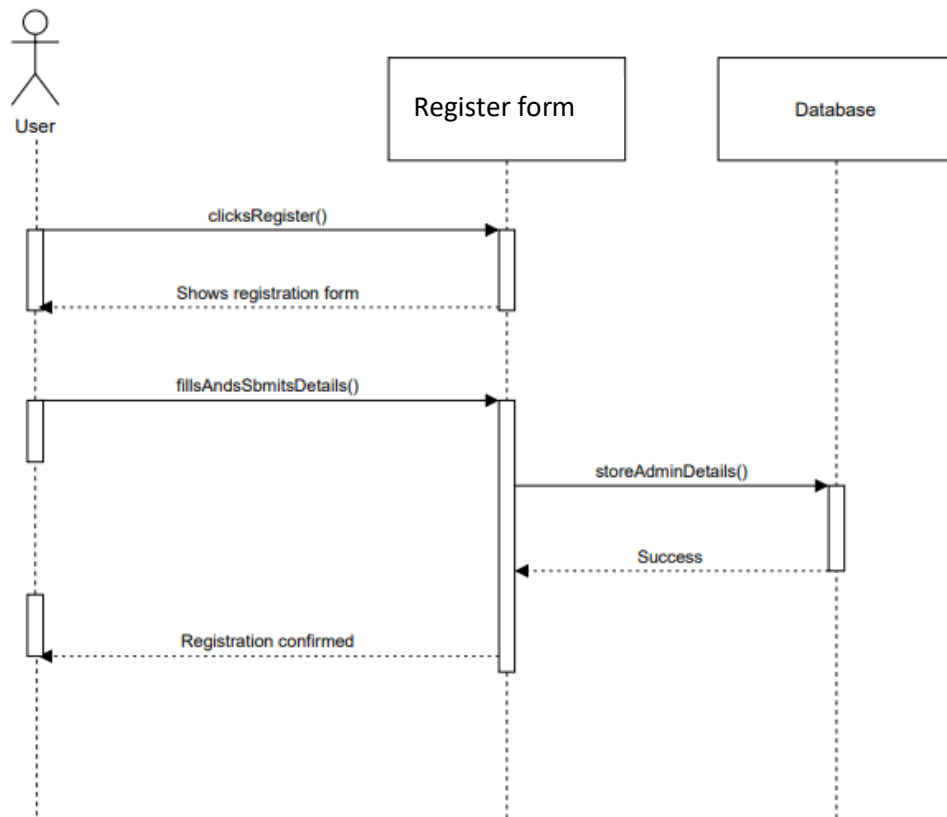 User
Register form
Database
clicksRegister()
Shows registration form
fillsAndsSbmitsDetails()
storeAdminDetails()
Success
Registration confirmed